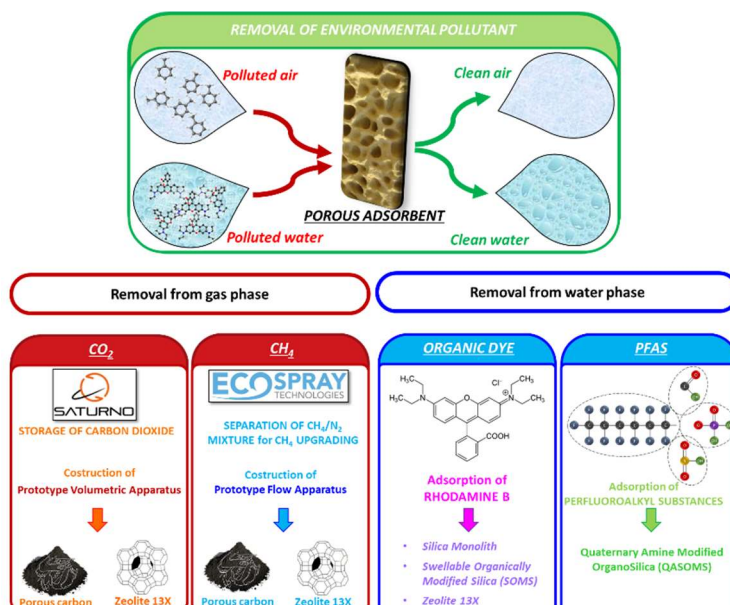 REMOVAL OF ENVIRONMENTAL POLLUTANT
Polluted air
Clean air
POROUS ADSORBENT
Polluted water
Clean water
Removal from gas phase
Removal from water phase
CO2
SATURNO
STORAGE OF CARBON DIOXIDE
Costruction of
Prototype Volumetric Apparatus
Porous carbon
Zeolite 13X
CH4
ECOSPRAY
TECHNOLOGIES
SEPARATION OF CH4/N2
MIXTURE for CH4 UPGRADING
Costruction of
Prototype Flow Apparatus
Porous carbon
Zeolite 13X
ORGANIC DYE
H3C
N
O
Cl-
N+
CH3
H3C
CH3
COOH
Adsorption of
RHODAMINE B
• Silica Monolith
• Swellable Organically
Modified Silica (SOMS)
• Zeolite 13X
PFAS
Adsorption of
PERFLUOROALKYL SUBSTANCES
Quaternary Amine Modified
OrganoSilica (QASOMS)